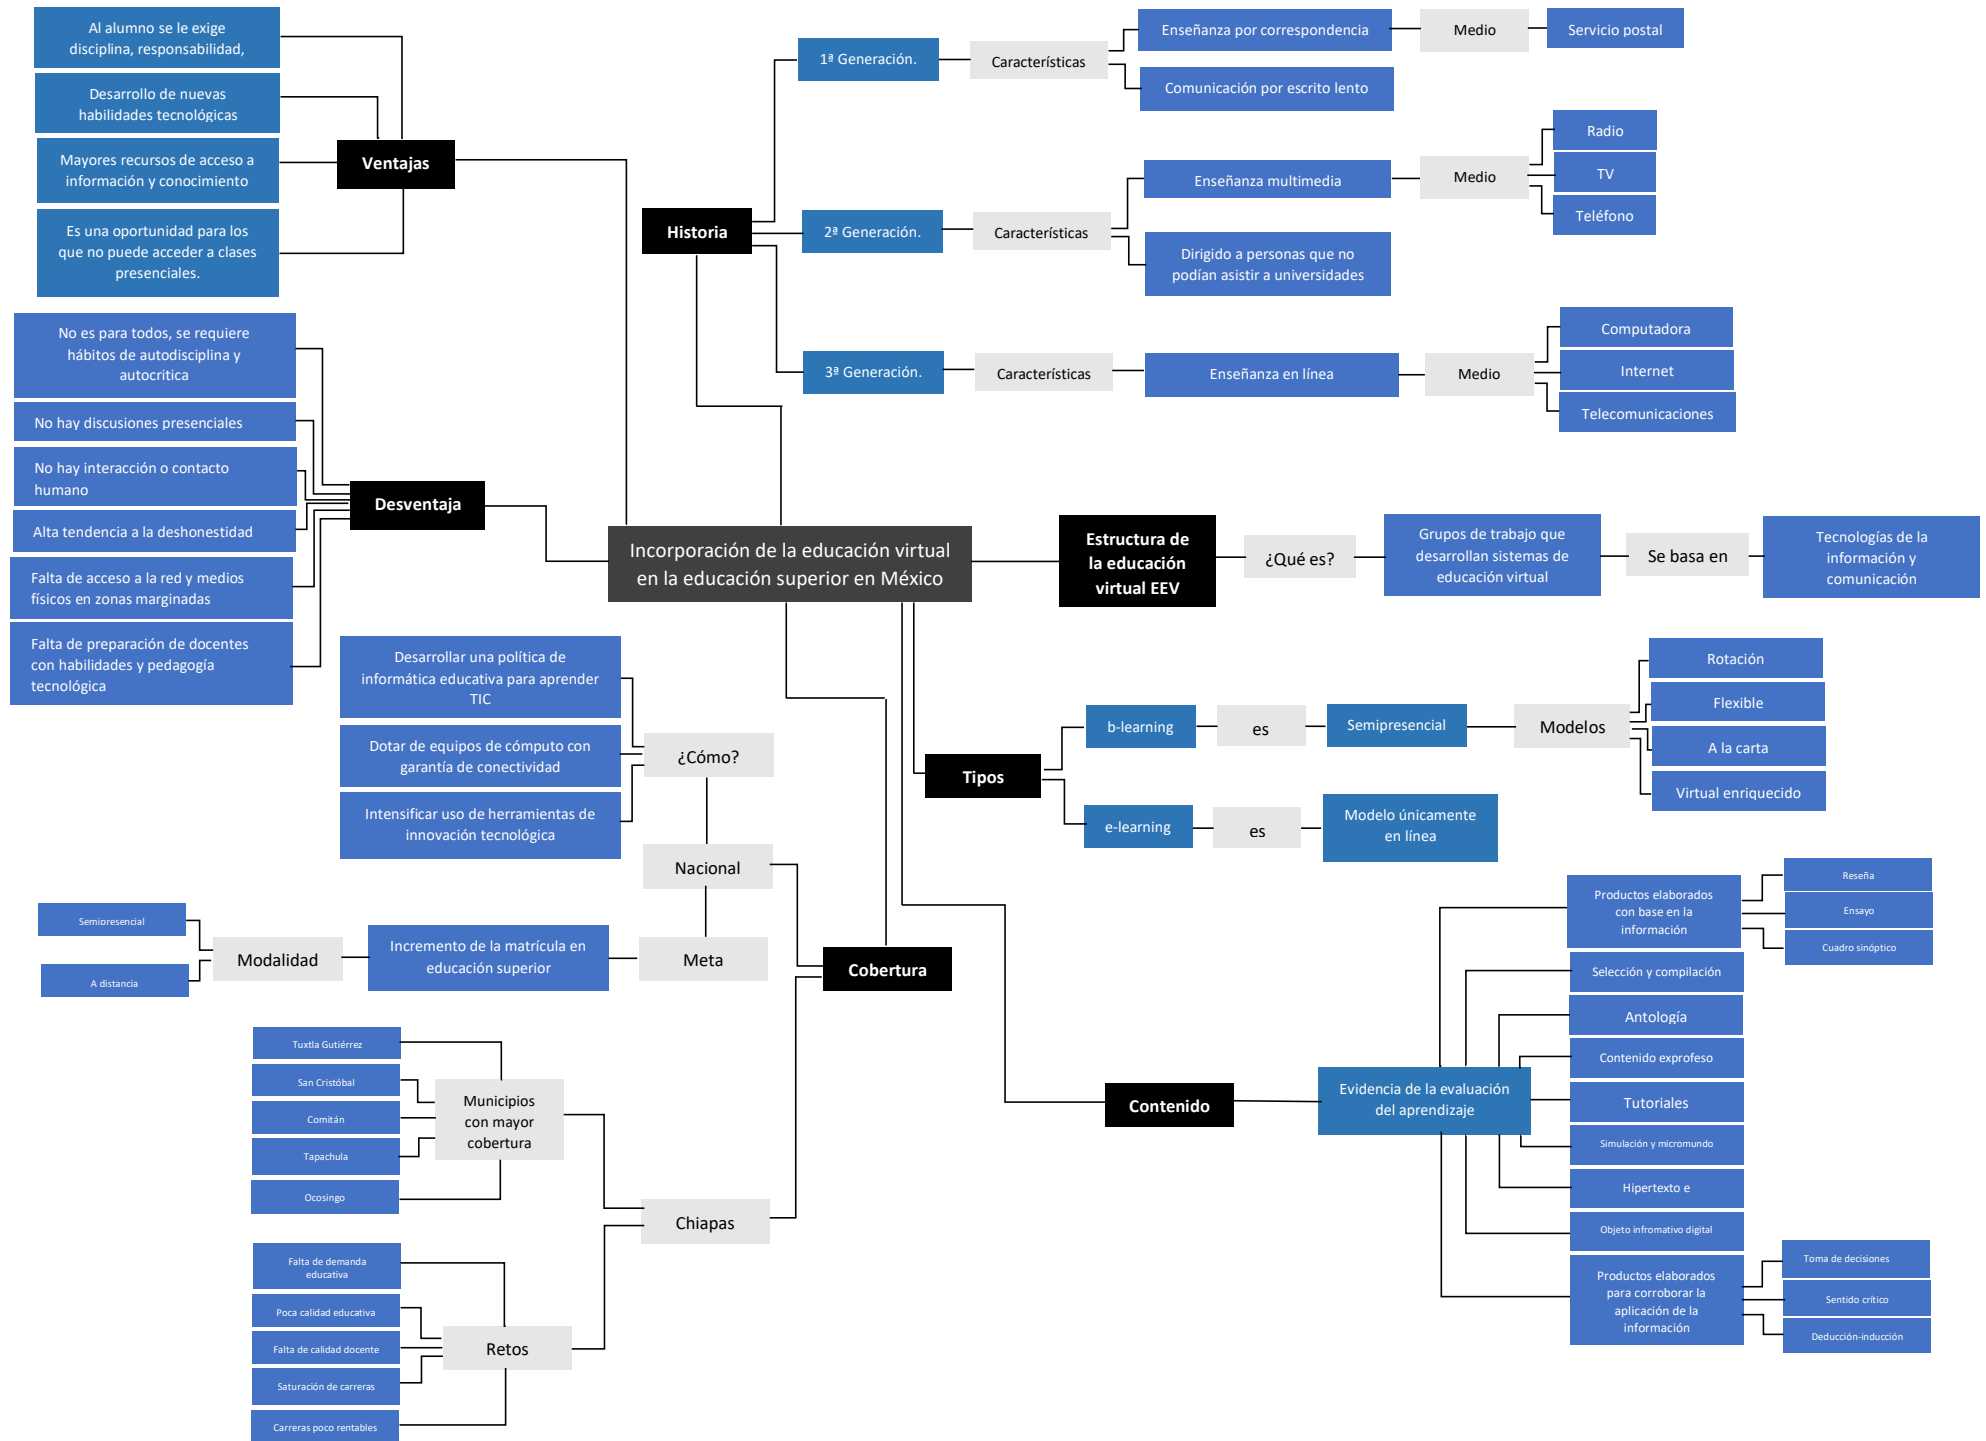 Al alumno se le exige
disciplina, responsabilidad,
Desarrollo de nuevas
habilidades tecnológicas
Mayores recursos de acceso a
información y conocimiento
Es una oportunidad para los
que no puede acceder a clases
presenciales.
Ventajas
No es para todos, se requiere
hábitos de autodisciplina y
autocritica
No hay discusiones presenciales
No hay interacción o contacto
humano
Alta tendencia a la deshonestidad
Falta de acceso a la red y medios
físicos en zonas marginadas
Falta de preparación de docentes
con habilidades y pedagogía
tecnológica
Desventaja
Historia
1ª Generación.
Características
Enseñanza por correspondencia
Medio
Servicio postal
Comunicación por escrito lento
2ª Generación.
Características
Enseñanza multimedia
Medio
Radio
TV
Teléfono
Dirigido a personas que no
podían asistir a universidades
3ª Generación.
Características
Enseñanza en línea
Medio
Computadora
Internet
Telecomunicaciones
Incorporación de la educación virtual
en la educación superior en México
Estructura de
la educación
virtual EEV
¿Qué es?
Grupos de trabajo que
desarrollan sistemas de
educación virtual
Se basa en
Tecnologías de la
información y
comunicación
Tipos
b-learning
es
Semipresencial
Modelos
Rotación
Flexible
A la carta
Virtual enriquecido
e-learning
es
Modelo únicamente
en línea
Desarrollar una política de
informática educativa para aprender
TIC
Dotar de equipos de cómputo con
garantía de conectividad
Intensificar uso de herramientas de
innovación tecnológica
¿Cómo?
Nacional
Meta
Incremento de la matrícula en
educación superior
Modalidad
Semipresencial
A distancia
Cobertura
Tuxtla Gutiérrez
San Cristóbal
Comitán
Tapachula
Ocosingo
Municipios
con mayor
cobertura
Chiapas
Falta de demanda
educativa
Poca calidad educativa
Falta de calidad docente
Saturación de carreras
Carreras poco rentables
Retos
Contenido
Evidencia de la evaluación
del aprendizaje
Productos elaborados
con base en la
información
Reseña
Ensayo
Cuadro sinóptico
Selección y compilación
Antología
Contenido exprofeso
Tutoriales
Simulación y micromundo
Hipertexto e
Objeto infromativo digital
Productos elaborados
para corroborar la
aplicación de la
información
Toma de decisiones
Sentido crítico
Deducción-inducción